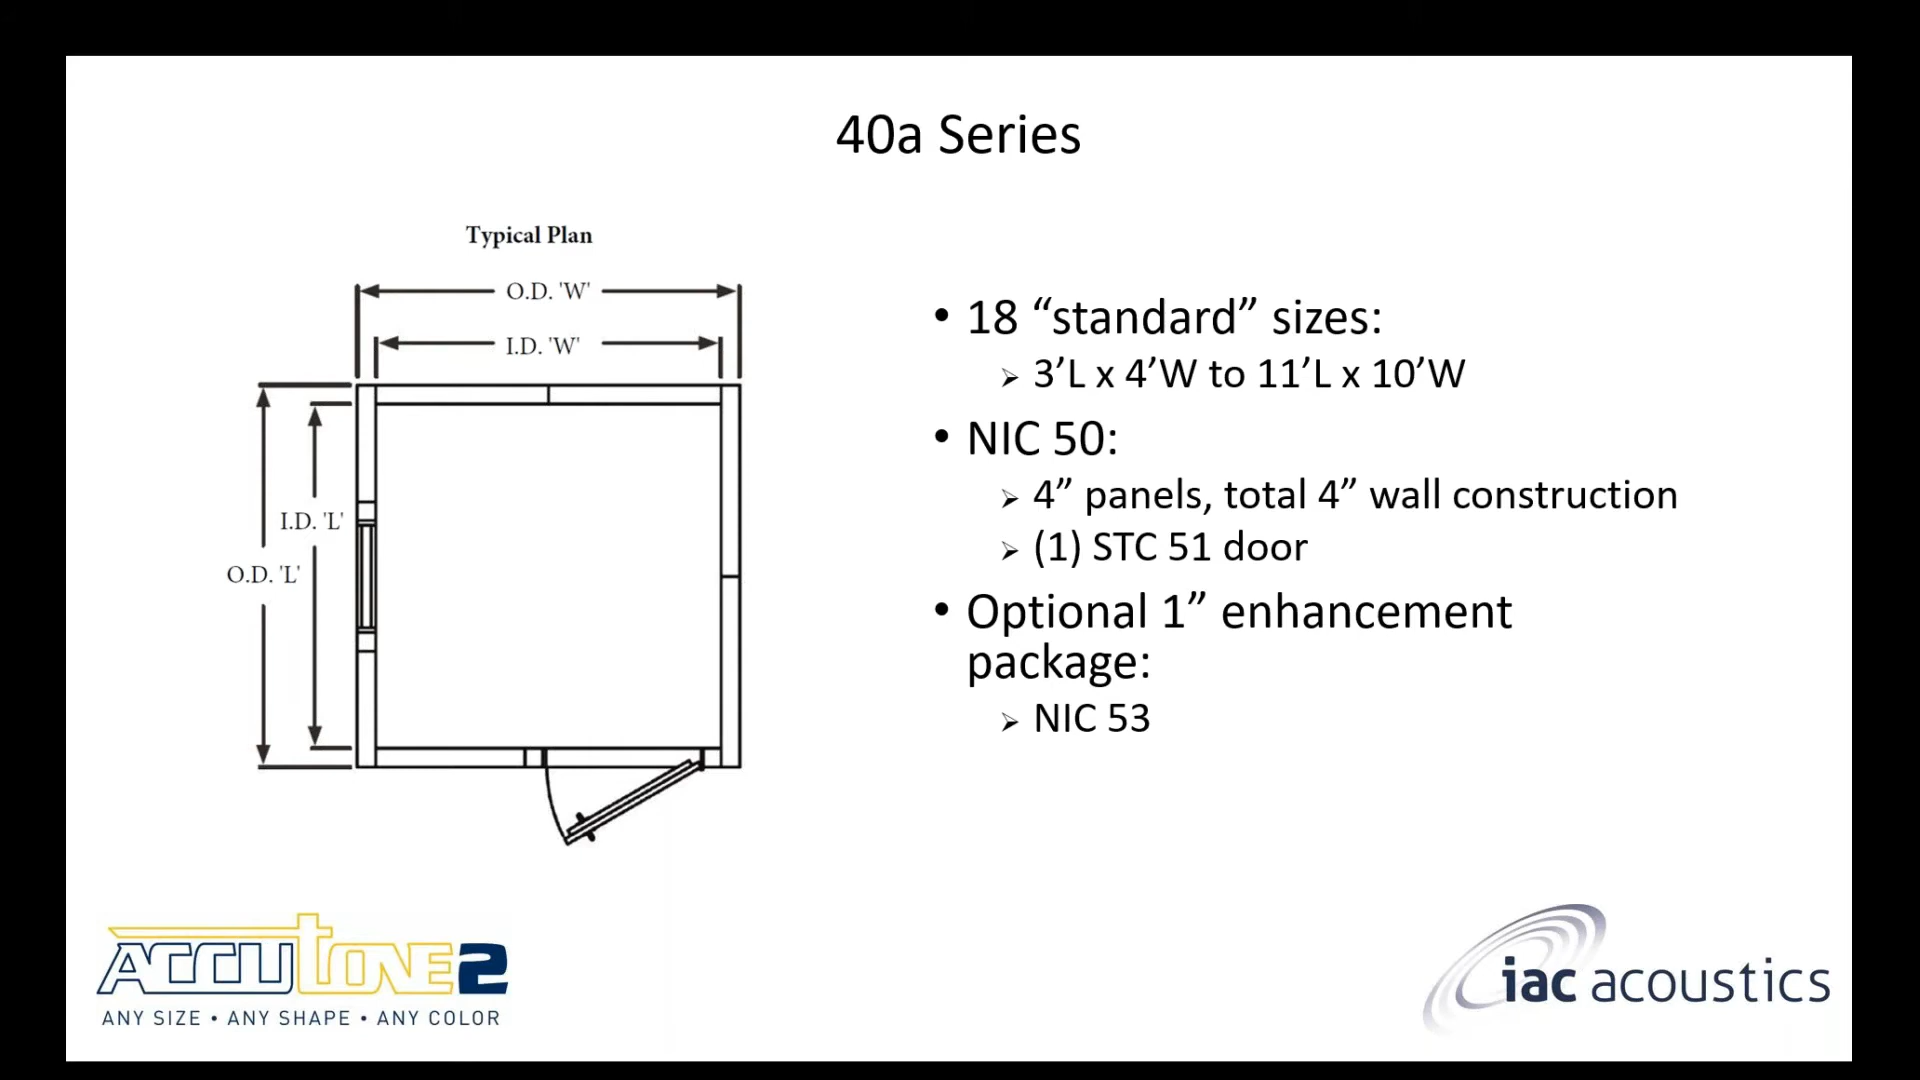 40a Series
Typical Plan
O.D. 'W'
I.D. 'W'
I.D. 'L'
O.D. 'L'
• 18 “standard” sizes:
➢ 3’L x 4’W to 11’L x 10’W
• NIC 50:
➢ 4” panels, total 4” wall construction
➢ (1) STC 51 door
• Optional 1” enhancement
package:
➢ NIC 53
ACCUtONE2
ANY SIZE • ANY SHAPE • ANY COLOR
iac acoustics